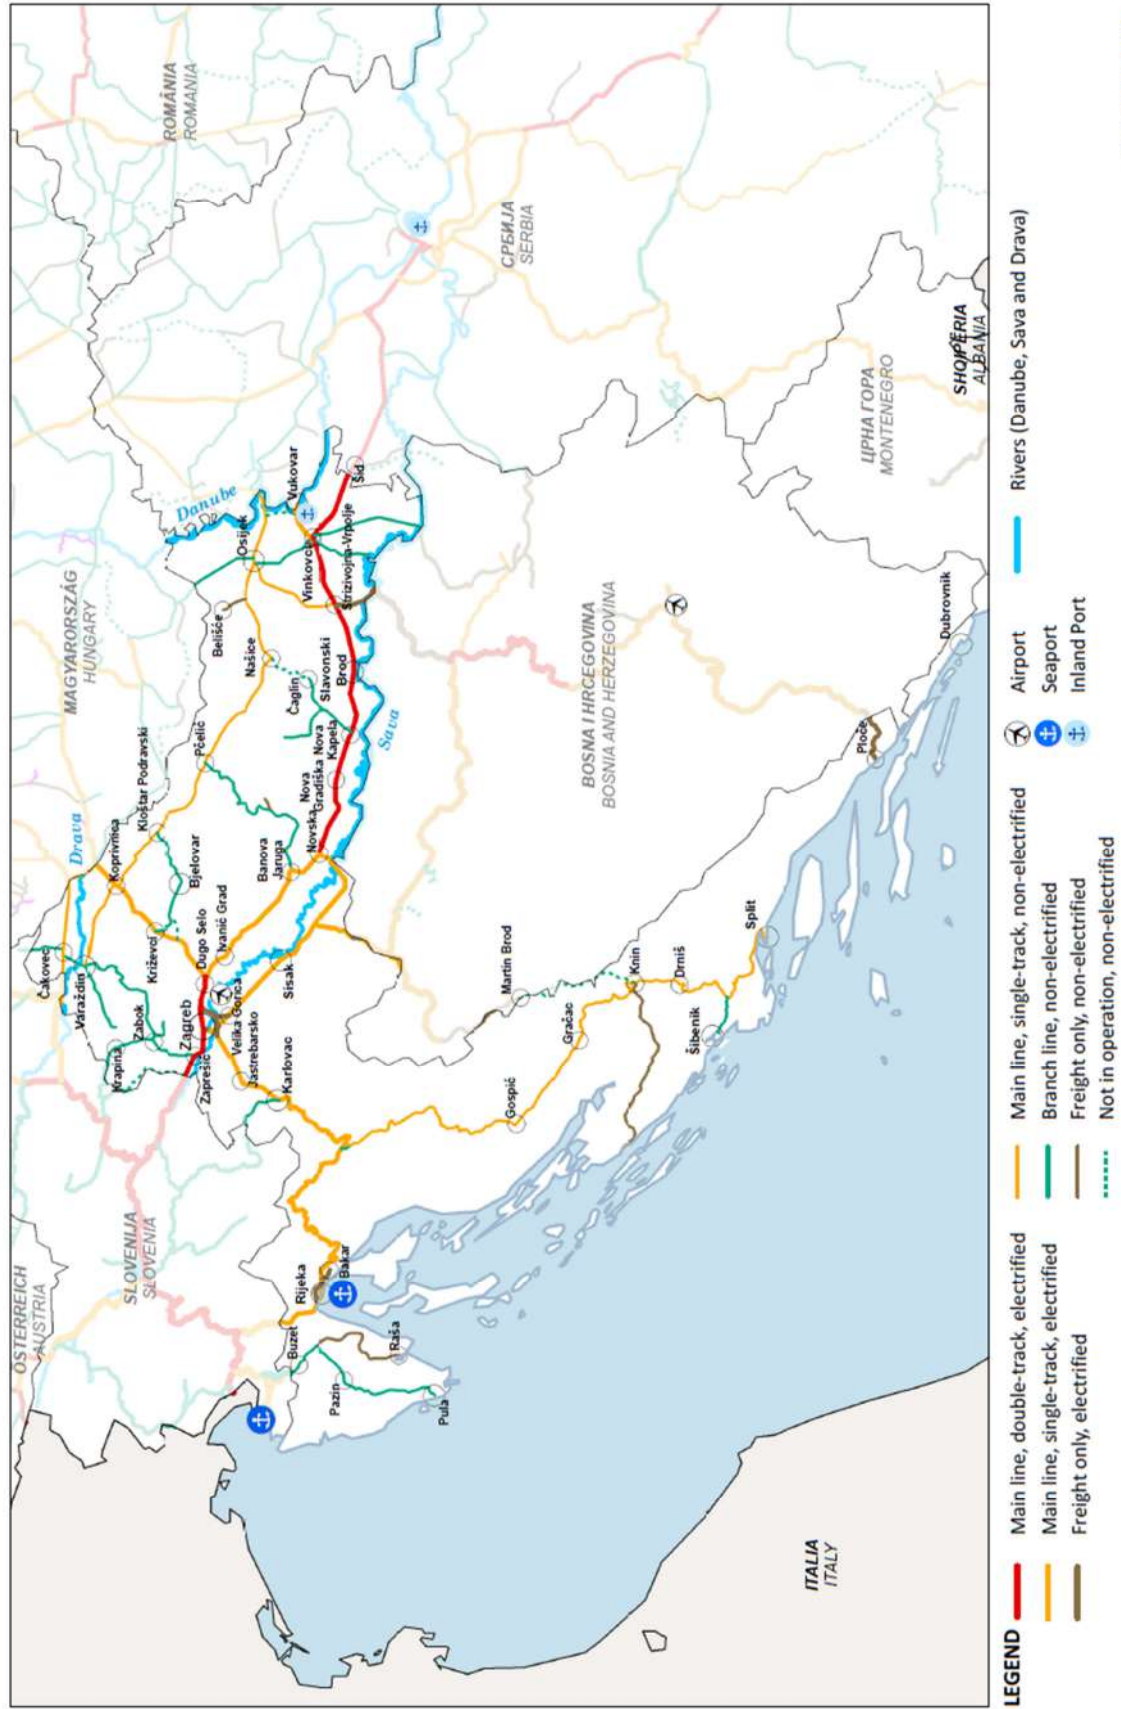 ÖSTERREICH
AUSTRIA
MAGYARORSZÁG
HUNGARY
ROMÂNIA
ROMANIA
SLOVENIJA
SLOVENIA
Drava
Čakovec
Varaždin
Koprivnica
Krapina
Zabok
Križevci
Kloštar Podravski
Bjelovar
Pčelić
Zagreb
Dugo Selo
Zaprešić
Ivanić Grad
Velika Gorica
Jastrebarsko
Karlovac
Sisak
Banova
Jaruga
Novska
Nova
Gradiška
Nova
Kapela
Slavonski
Brod
Čaglin
Našice
Belišće
Osijek
Danube
Vukovar
Vinkovci
Strizivojna-Vrpolje
Šid
Sava
Rijeka
Bakar
Buzet
Pazin
Raša
Pula
Gospić
Gračac
Martin Brod
Knin
Drniš
Šibenik
Split
Ploče
Dubrovnik
BOSNA I HRCEGOVINA
BOSNIA AND HERZEGOVINA
СРБИЈА
SERBIA
ЦРНА ГОРА
MONTENEGRO
SHQIPËRIA
ALBANIA
ITALIA
ITALY
LEGEND
Main line, double-track, electrified
Main line, single-track, electrified
Freight only, electrified
Main line, single-track, non-electrified
Branch line, non-electrified
Freight only, non-electrified
Not in operation, non-electrified
Airport
Seaport
Inland Port
Rivers (Danube, Sava and Drava)